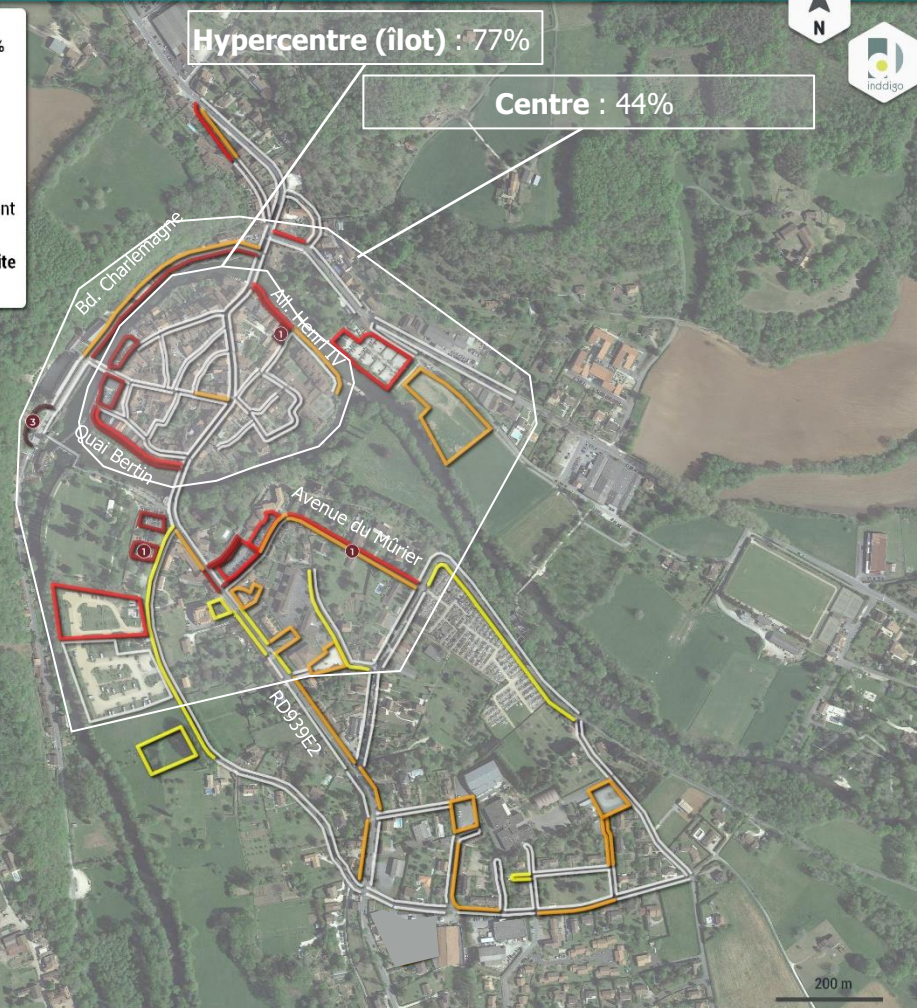 Hypercentre (îlot) : 77%
%
N
inddigo
Centre : 44%
nt
Bd. Charlemagne
ite
All. Henri IV
1
3
Quai Bertin
Avenue du Mûrier
1
1
RD939E2
200 m